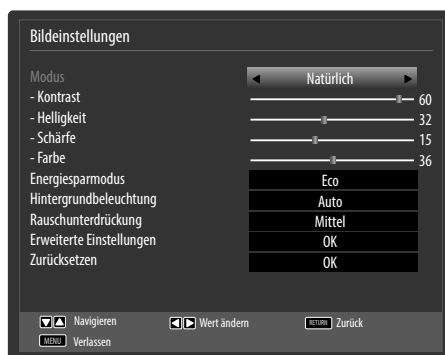 Bildeinstellungen
Modus Natürlich
- Kontrast 60
- Helligkeit 32
- Schärfe 15
- Farbe 36
Energiesparmodus Eco
Hintergrundbeleuchtung Auto
Rauschunterdrückung Mittel
Erweiterte Einstellungen OK
Zurücksetzen OK
Navigieren Wert ändern RETURN Zurück
MENU Verlassen